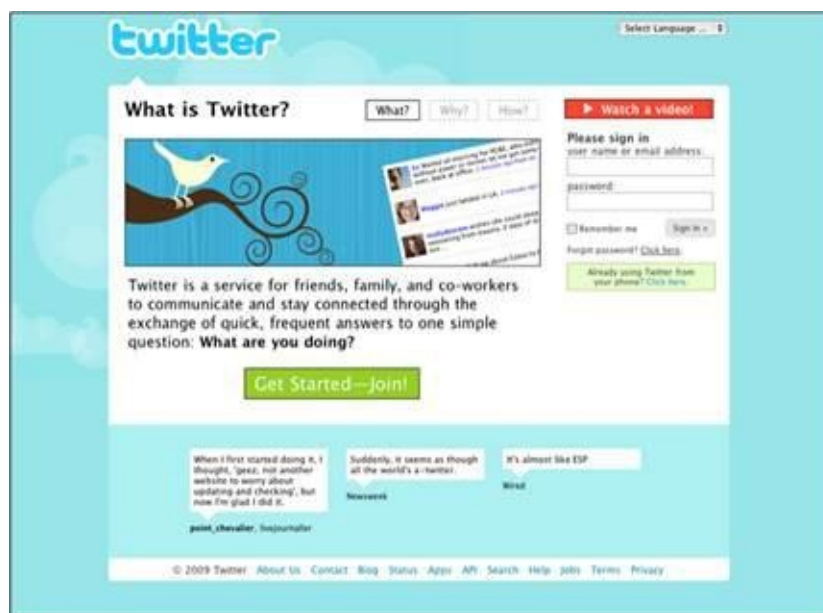 twitter
Select Language ...
What is Twitter?
What?
Why?
How?
Watch a video!
Please sign in
user name or email address:
password:
Remember me
Sign In »
Forgot password? Click here.
Already using Twitter from
your phone? Click here.
Twitter is a service for friends, family, and co-workers
to communicate and stay connected through the
exchange of quick, frequent answers to one simple
question: What are you doing?
Get Started—Join!
When I first started doing it, I
thought, 'geez, not another
website to worry about
updating and checking', but
now I'm glad I did it.
point_chevalier, livejournaller
Suddenly, it seems as though
all the world's a-twitter.
Newsweek
It's almost like ESP
Wired
© 2009 Twitter About Us Contact Blog Status Apps API Search Help Jobs Terms Privacy